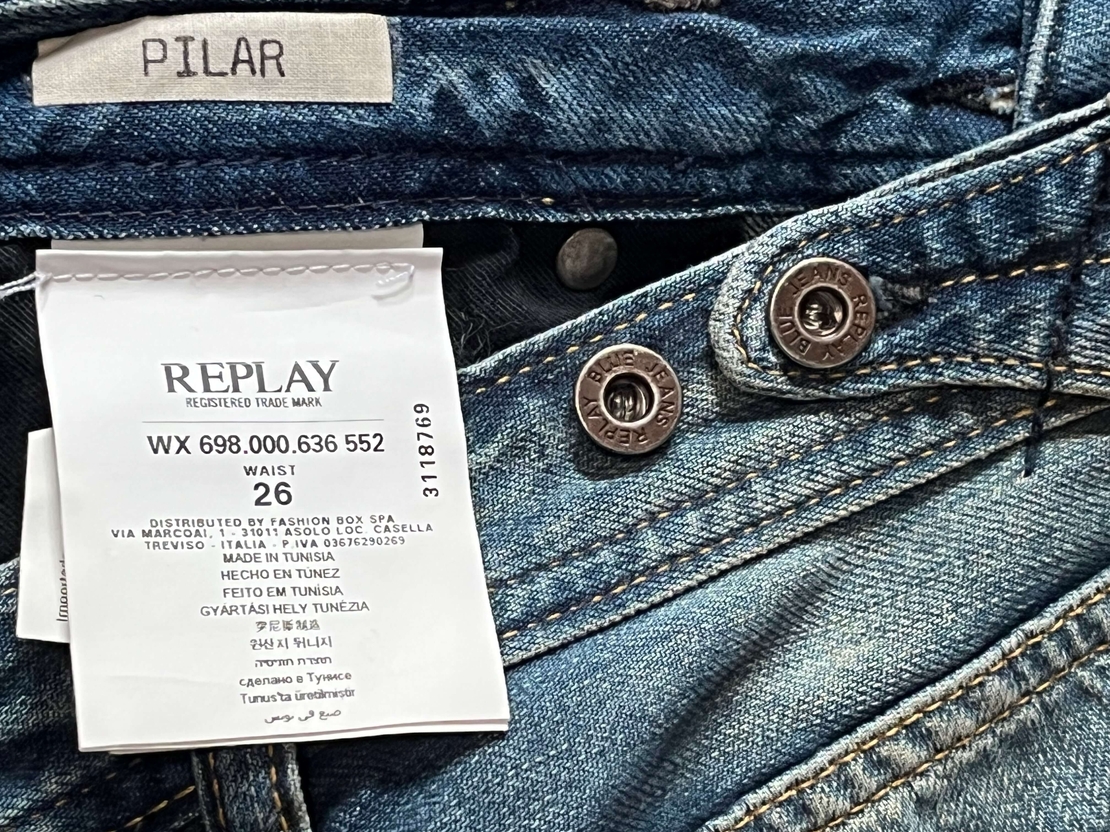 PILAR
REPLAY
REGISTERED TRADE MARK
WX 698.000.636 552
WAIST
26
3118769
DISTRIBUTED BY FASHION BOX SPA
VIA MARCOAI, 1 - 31011 ASOLO LOC. CASELLA
TREVISO - ITALIA - P.IVA 03676290269
MADE IN TUNISIA
HECHO EN TÚNEZ
FEITO EM TUNÍSIA
GYÁRTÁSI HELY TUNÉZIA
원산지 튀니지
сделано в Тунисе
Tunus'ta üretilmiştir
صنع في تونس
Imported
REPLAY BLUE JEANS
BLUE JEANS REPLAY